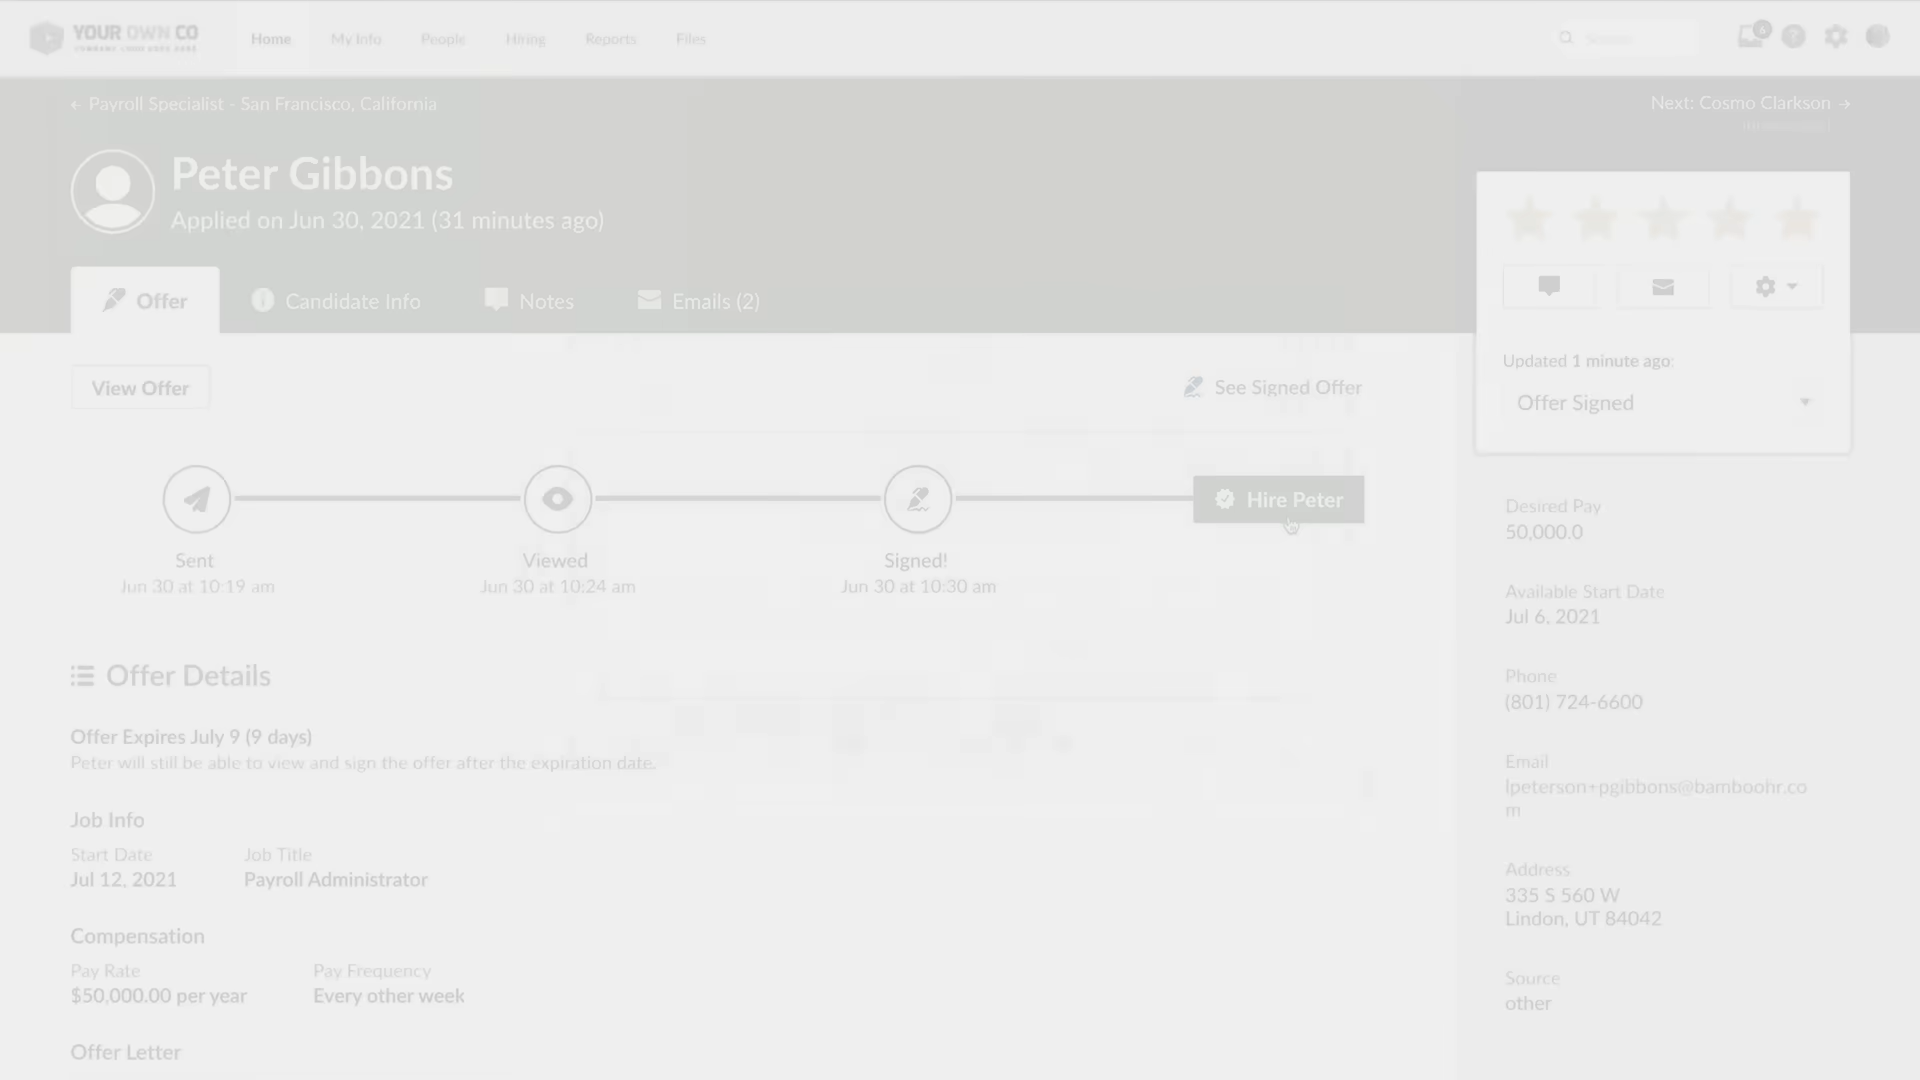 YOUR OWN CO
Home
My Info
People
Hiring
Reports
Files
6
← Payroll Specialist - San Francisco, California
Next: Cosmo Clarkson →
Peter Gibbons
Applied on Jun 30, 2021 (31 minutes ago)
Offer
Candidate Info
Notes
Emails (2)
View Offer
See Signed Offer
Updated 1 minute ago:
Offer Signed
Hire Peter
Sent
Jun 30 at 10:19 am
Viewed
Jun 30 at 10:24 am
Signed!
Jun 30 at 10:30 am
Offer Details
Offer Expires July 9 (9 days)
Peter will still be able to view and sign the offer after the expiration date.
Job Info
Start Date
Jul 12, 2021
Job Title
Payroll Administrator
Compensation
Pay Rate
$50,000.00 per year
Pay Frequency
Every other week
Offer Letter
Desired Pay
50,000.0
Available Start Date
Jul 6, 2021
Phone
(801) 724-6600
Email
lpeterson+pgibbons@bamboohr.co
m
Address
335 S 560 W
Lindon, UT 84042
Source
other